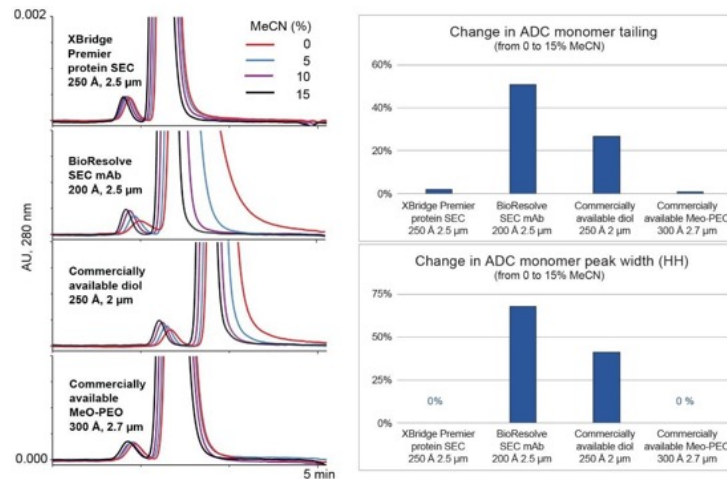 0.002
XBridge
Premier
protein SEC
250 Å, 2.5 µm
MeCN (%)
0
5
10
15
BioResolve
SEC mAb
200 Å, 2.5 µm
AU, 280 nm
Commercially
available diol
250 Å, 2 µm
Commercially
available
MeO-PEO
300 Å, 2.7 µm
0.000
5 min
Change in ADC monomer tailing
(from 0 to 15% MeCN)
60%
40%
20%
0%
XBridge Premier
protein SEC
250 Å 2.5 µm
BioResolve
SEC mAb
200 Å 2.5 µm
Commercially
available diol
250 Å 2 µm
Commercially
available Meo-PEO
300 Å 2.7 µm
Change in ADC monomer peak width (HH)
(from 0 to 15% MeCN)
75%
50%
25%
0%
0%
0 %
XBridge Premier
protein SEC
250 Å 2.5 µm
BioResolve
SEC mAb
200 Å 2.5 µm
Commercially
available diol
250 Å 2 µm
Commercially
available Meo-PEO
300 Å 2.7 µm